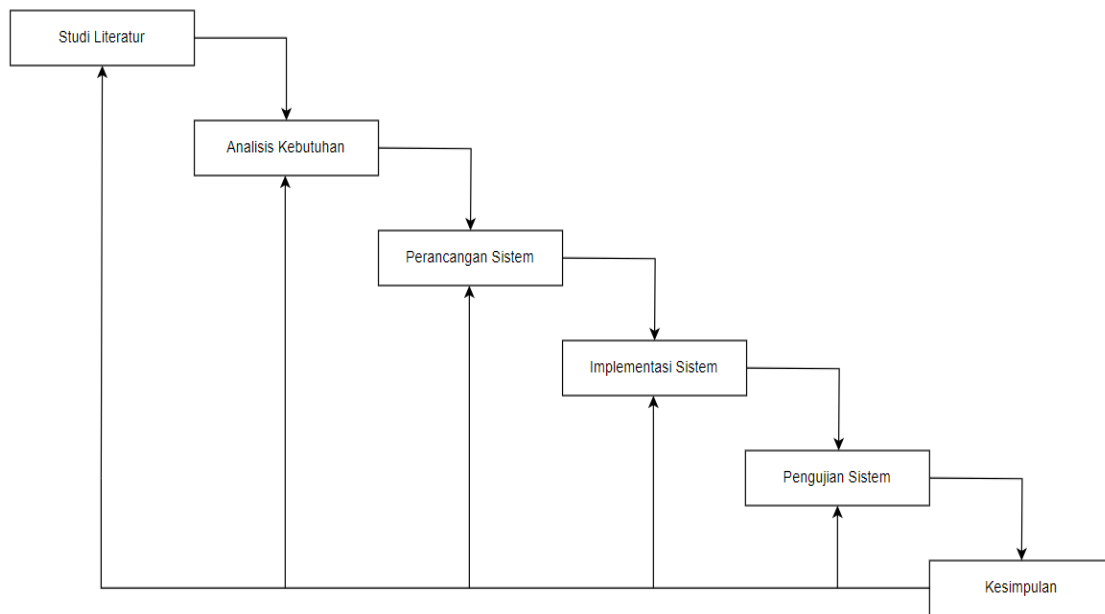 Studi Literatur
Analisis Kebutuhan
Perancangan Sistem
Implementasi Sistem
Pengujian Sistem
Kesimpulan